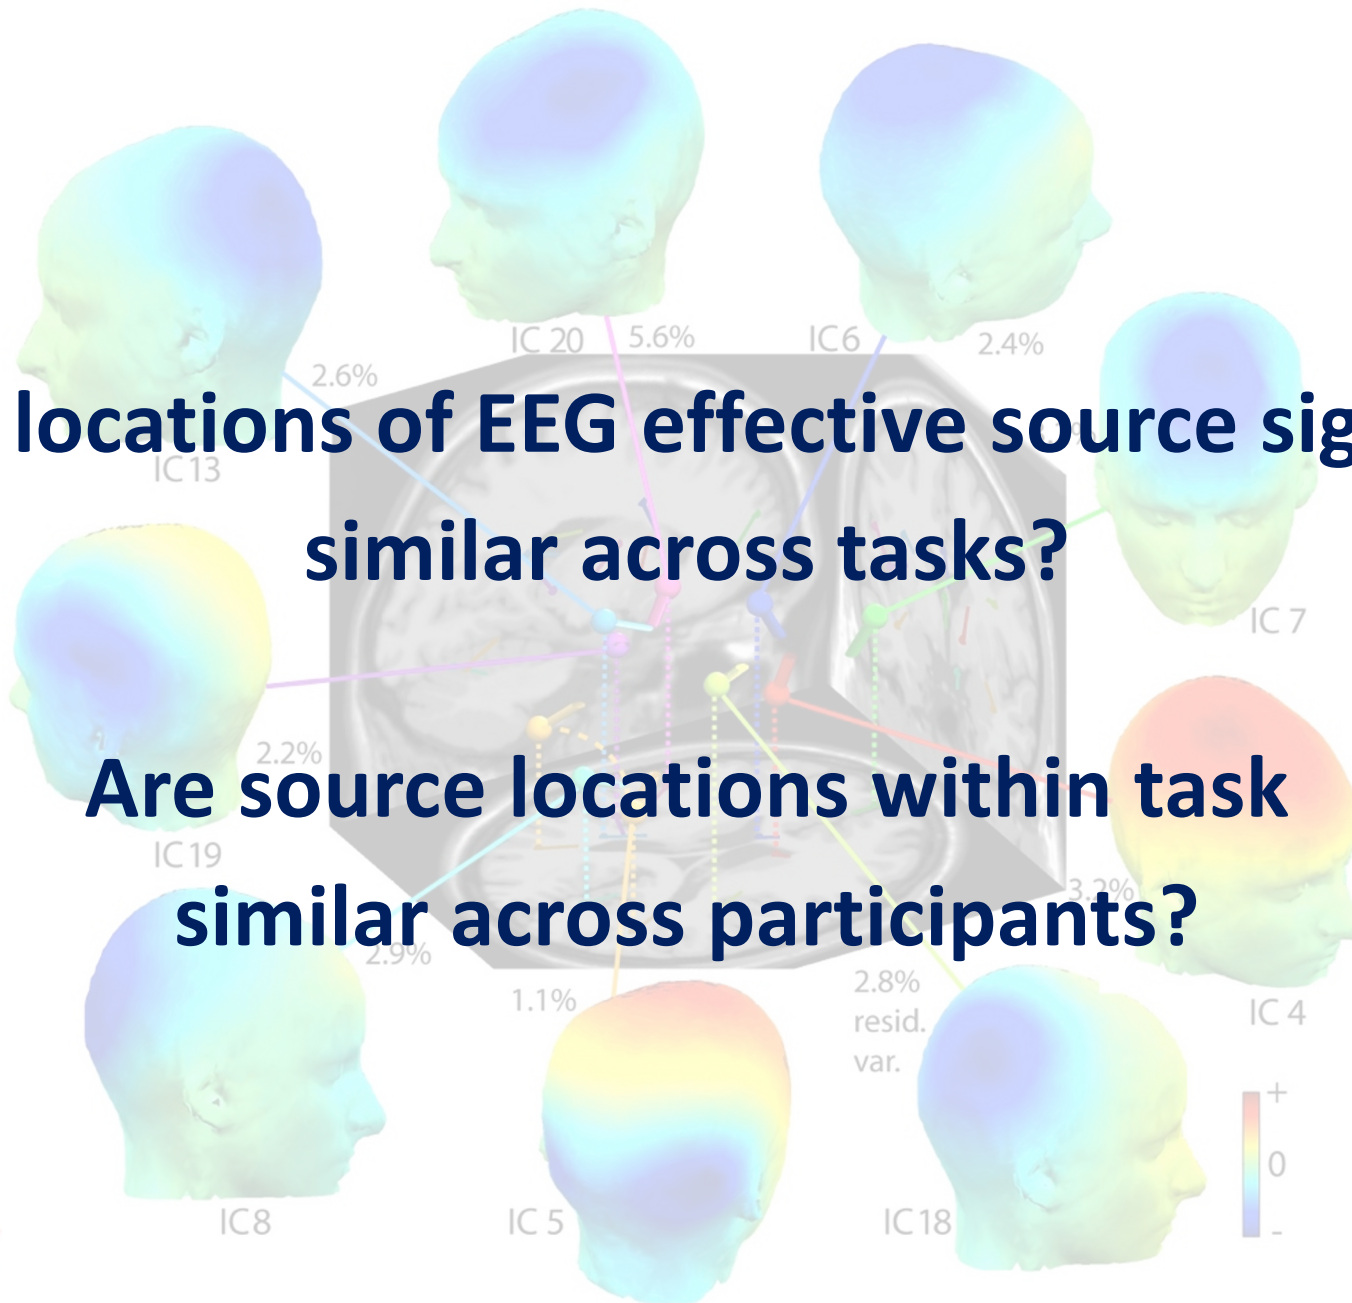 IC 20
5.6%
IC6
2.4%
2.6%
locations of EEG effective source sig
IC13
similar across tasks?
IC 7
2.2%
Are source locations within task
IC19
3.2%
similar across participants?
2.9%
1.1%
2.8%
resid.
var.
IC 4
+
0
-
IC8
IC 5
IC18